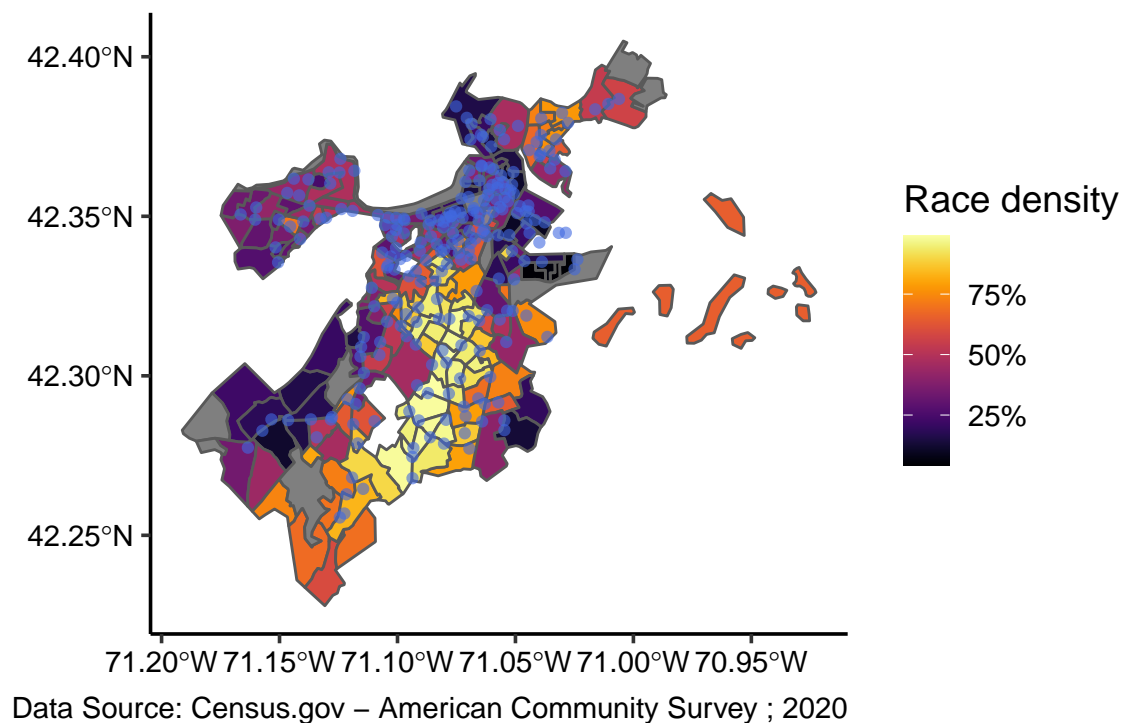 42.40°N
42.35°N
42.30°N
42.25°N
71.20°W 71.15°W 71.10°W 71.05°W 71.00°W 70.95°W
Race density
75%
50%
25%
Data Source: Census.gov – American Community Survey ; 2020